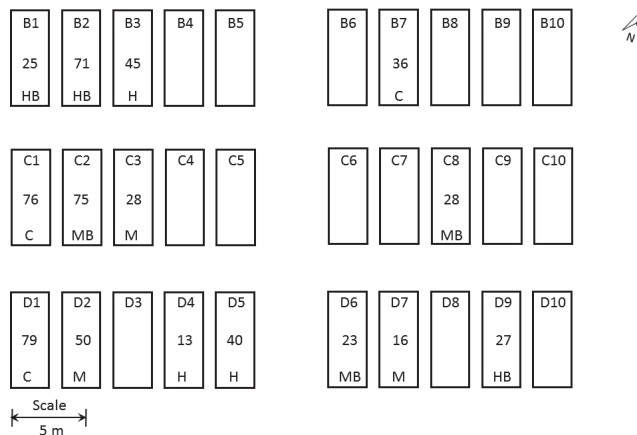 B1 B2 B3 B4 B5 B6 B7 B8 B9 B10
25 71 45 36
HB HB H C
N
C1 C2 C3 C4 C5 C6 C7 C8 C9 C10
76 75 28 28
C MB M MB
D1 D2 D3 D4 D5 D6 D7 D8 D9 D10
79 50 13 40 23 16 27
C M H H MB M HB
Scale
5 m